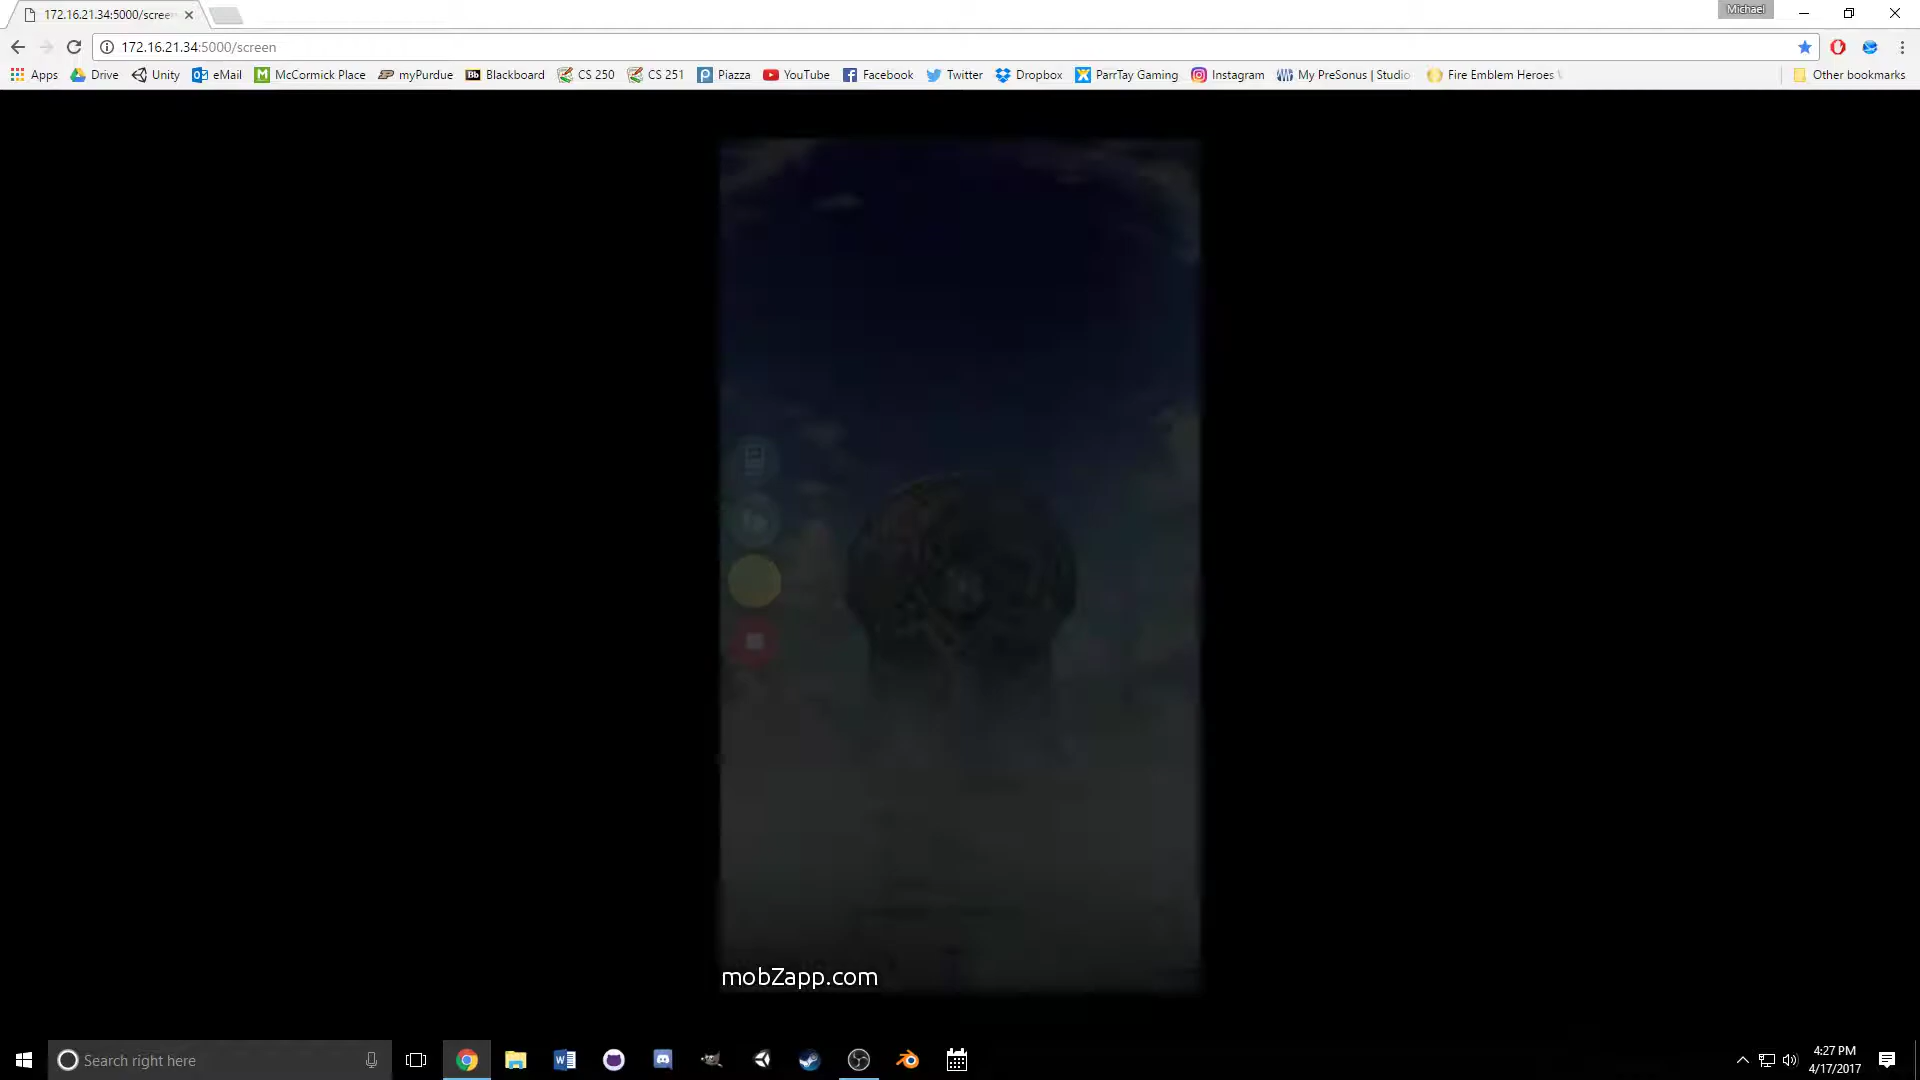 172.16.21.34:5000/scree
Michael
172.16.21.34:5000/screen
Apps Drive Unity eMail McCormick Place myPurdue Bb Blackboard CS 250 CS 251 Piazza YouTube Facebook Twitter Dropbox ParrTay Gaming Instagram My PreSonus | Studio Fire Emblem Heroes Other bookmarks
mobZapp.com
Search right here
4:27 PM
4/17/2017